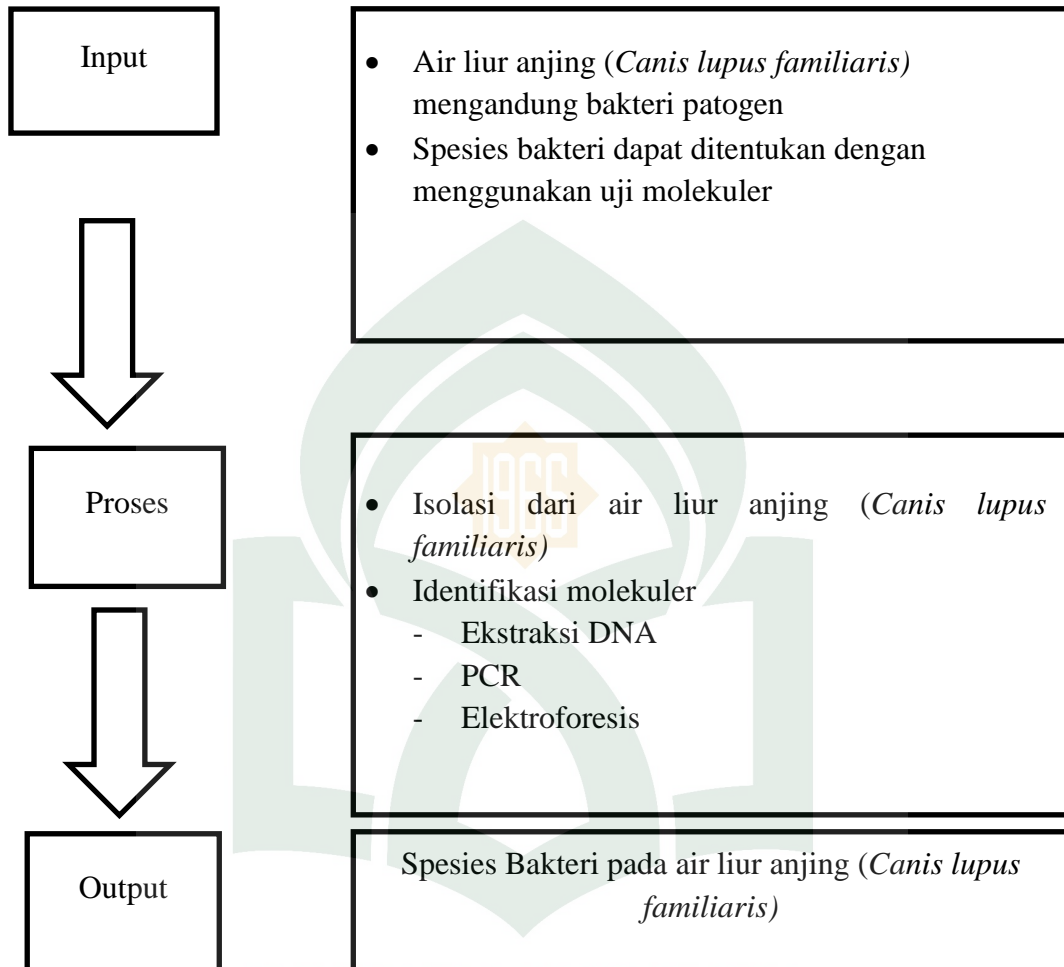 Input
• Air liur anjing (Canis lupus familiaris)
mengandung bakteri patogen
• Spesies bakteri dapat ditentukan dengan
menggunakan uji molekuler
Proses
• Isolasi dari air liur anjing (Canis lupus
familiaris)
• Identifikasi molekuler
- Ekstraksi DNA
- PCR
- Elektroforesis
1965
Output
Spesies Bakteri pada air liur anjing (Canis lupus
familiaris)